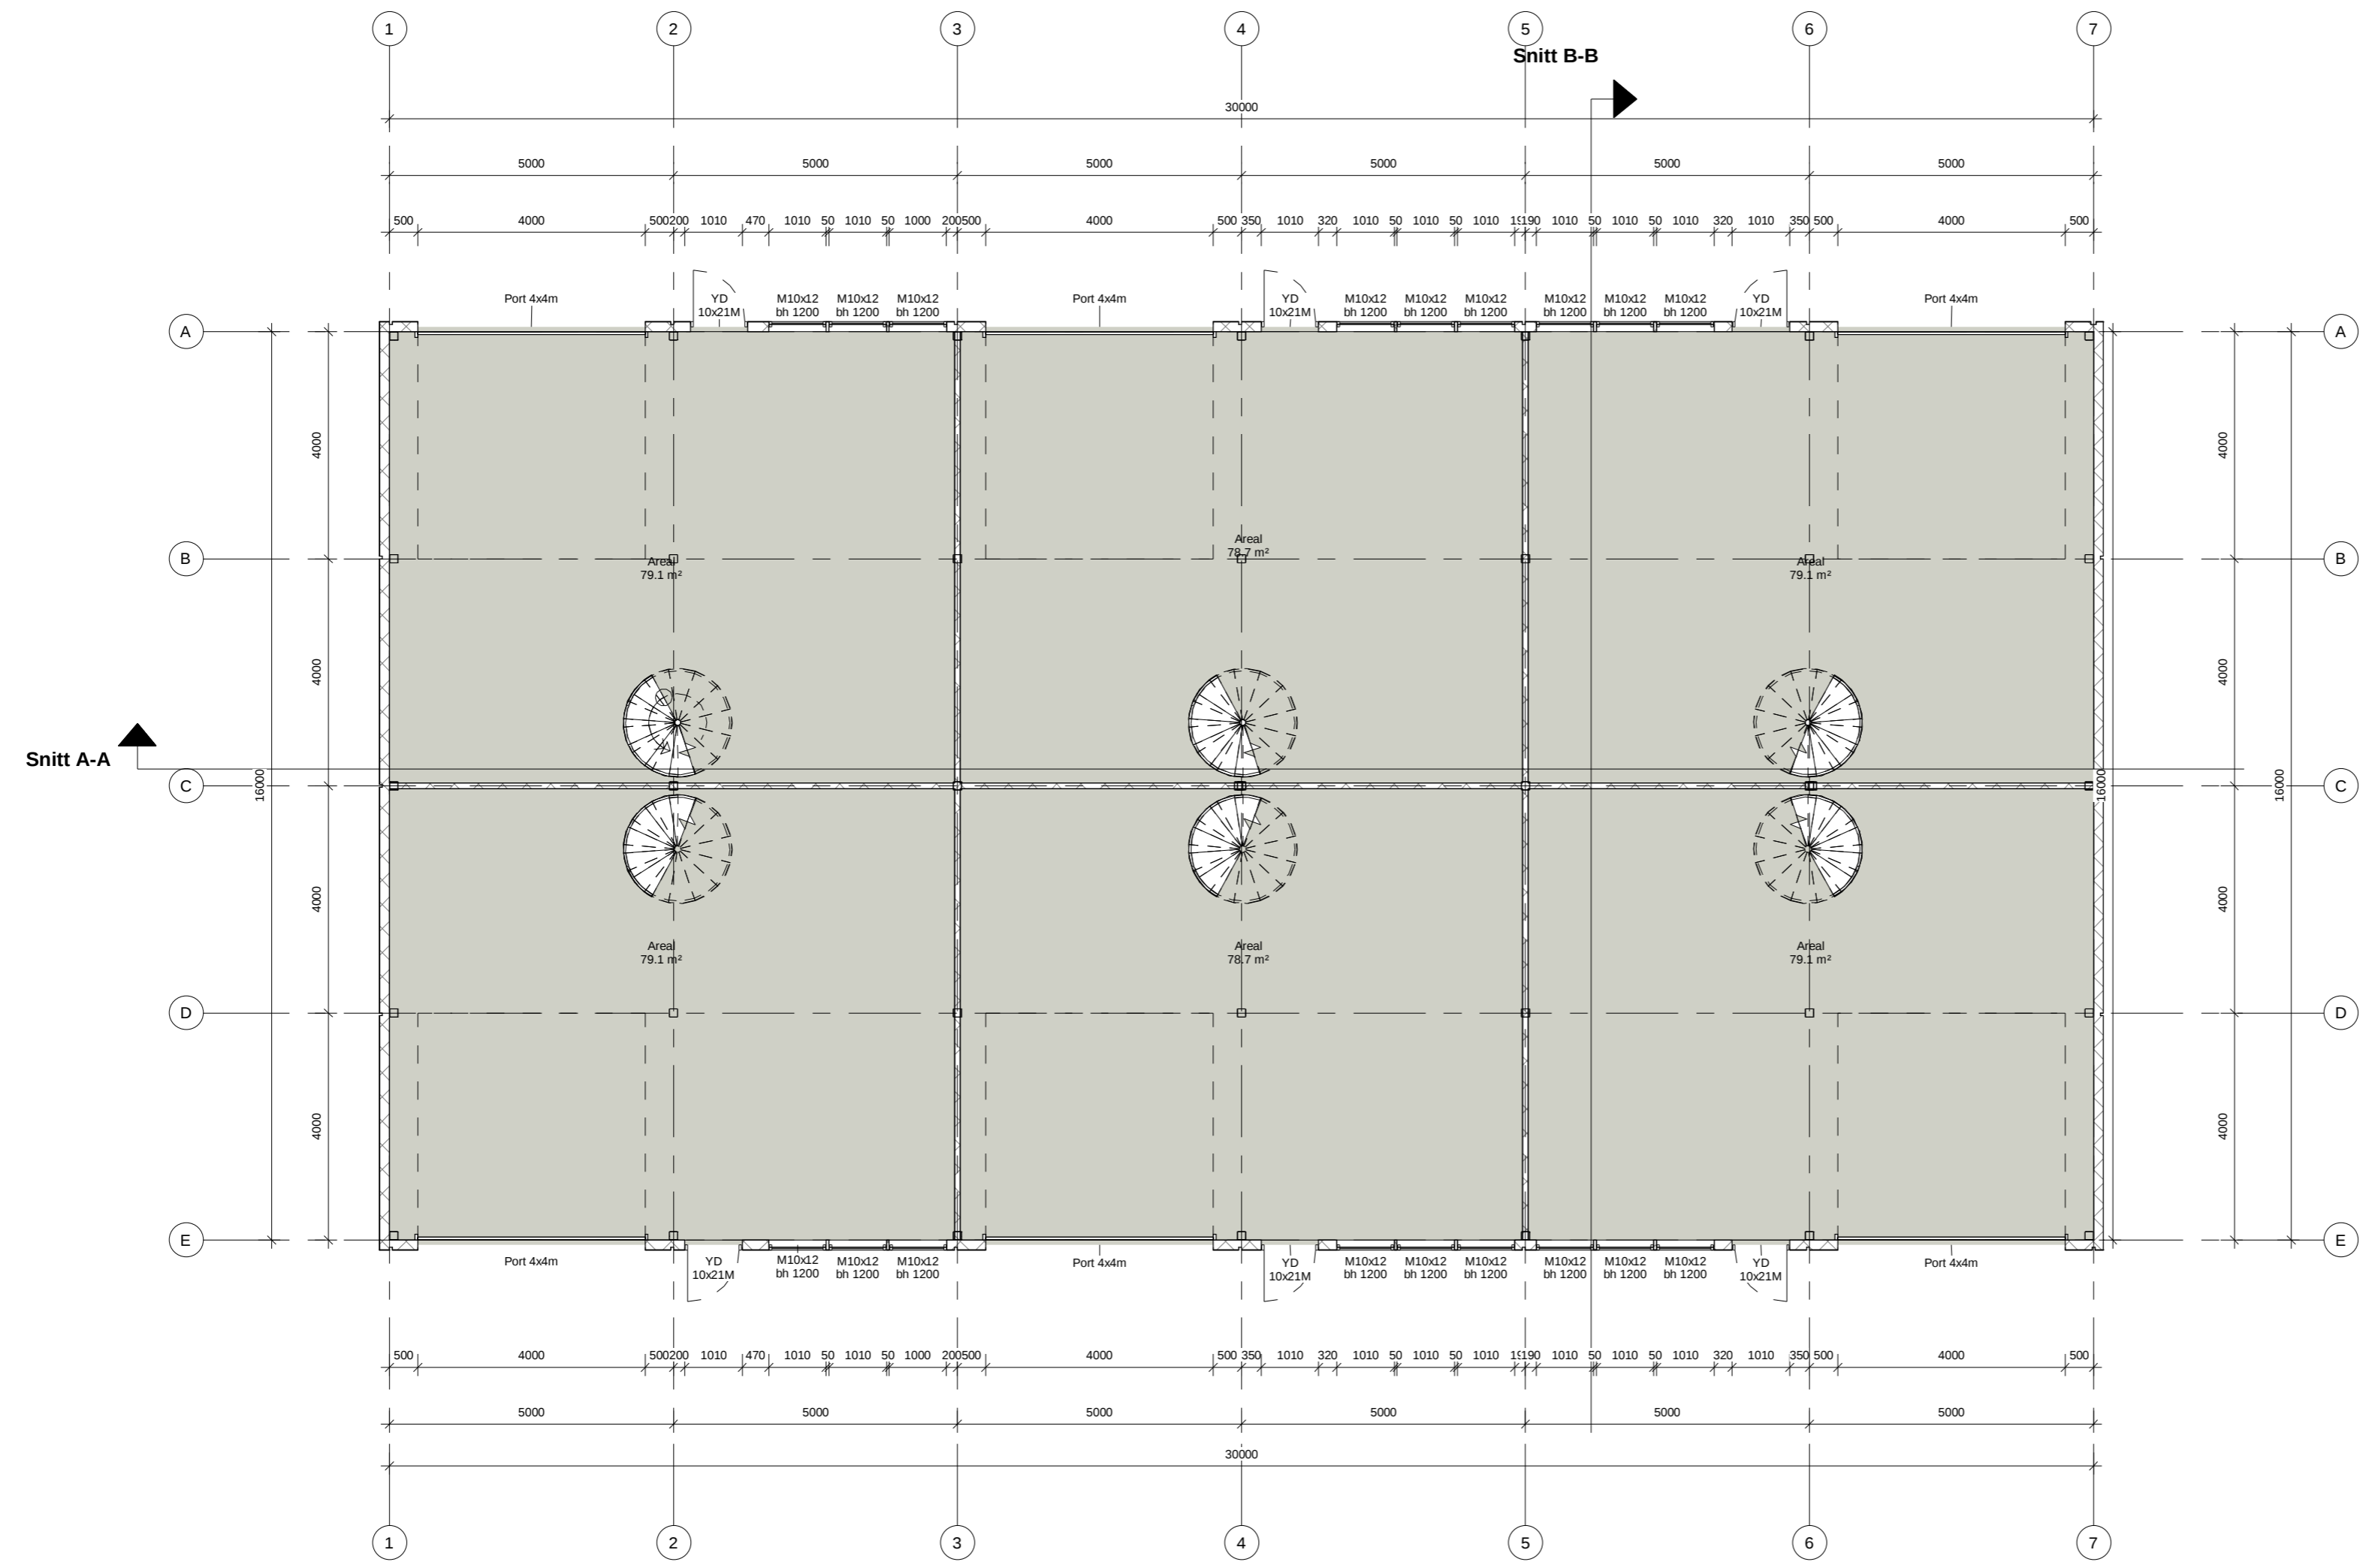 1 2 3 4 5 6 7
Snitt B-B
30000
5000 5000 5000 5000 5000 5000
500 4000 500 200 1010 470 1010 50 1010 50 1000 200 500 4000 500 350 1010 320 1010 50 1010 50 1010 190 190 1010 50 1010 50 1010 320 1010 350 500 4000 500
Port 4x4m YD M10x12 M10x12 M10x12 Port 4x4m YD M10x12 M10x12 M10x12 M10x12 M10x12 M10x12 YD Port 4x4m
10x21M bh 1200 bh 1200 bh 1200 10x21M bh 1200 bh 1200 bh 1200 bh 1200 bh 1200 bh 1200 10x21M
A A
4000 4000
B B
Areal Areal Areal
79.1 m² 78.7 m² 79.1 m²
4000 4000
Snitt A-A
C C
16000 16000 16000
4000 4000
Areal Areal Areal
79.1 m² 78.7 m² 79.1 m²
D D
4000 4000
E E
Port 4x4m YD M10x12 M10x12 M10x12 Port 4x4m YD M10x12 M10x12 M10x12 M10x12 M10x12 M10x12 YD Port 4x4m
10x21M bh 1200 bh 1200 bh 1200 10x21M bh 1200 bh 1200 bh 1200 bh 1200 bh 1200 bh 1200 10x21M
500 4000 500 200 1010 470 1010 50 1010 50 1000 200 500 4000 500 350 1010 320 1010 50 1010 50 1010 190 190 1010 50 1010 50 1010 320 1010 350 500 4000 500
5000 5000 5000 5000 5000 5000
30000
1 2 3 4 5 6 7